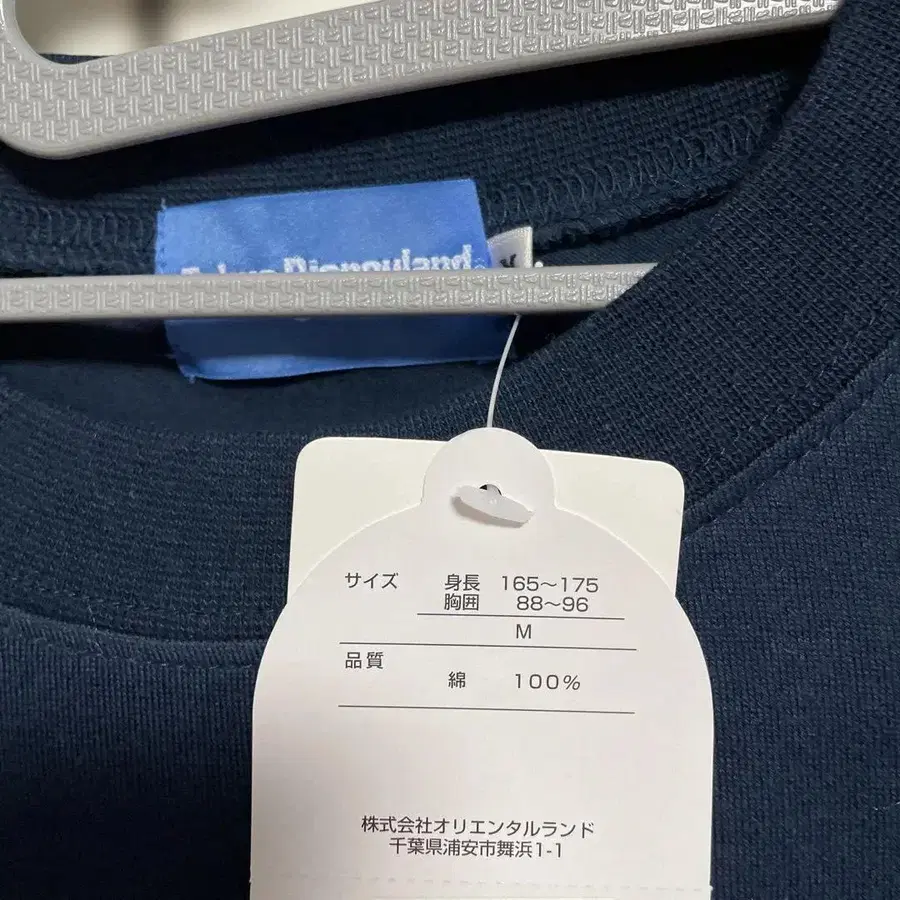 Disneyland
サイズ 身長 165～175
胸囲 88～96
M
品質
綿 100%
株式会社オリエンタルランド
千葉県浦安市舞浜1-1